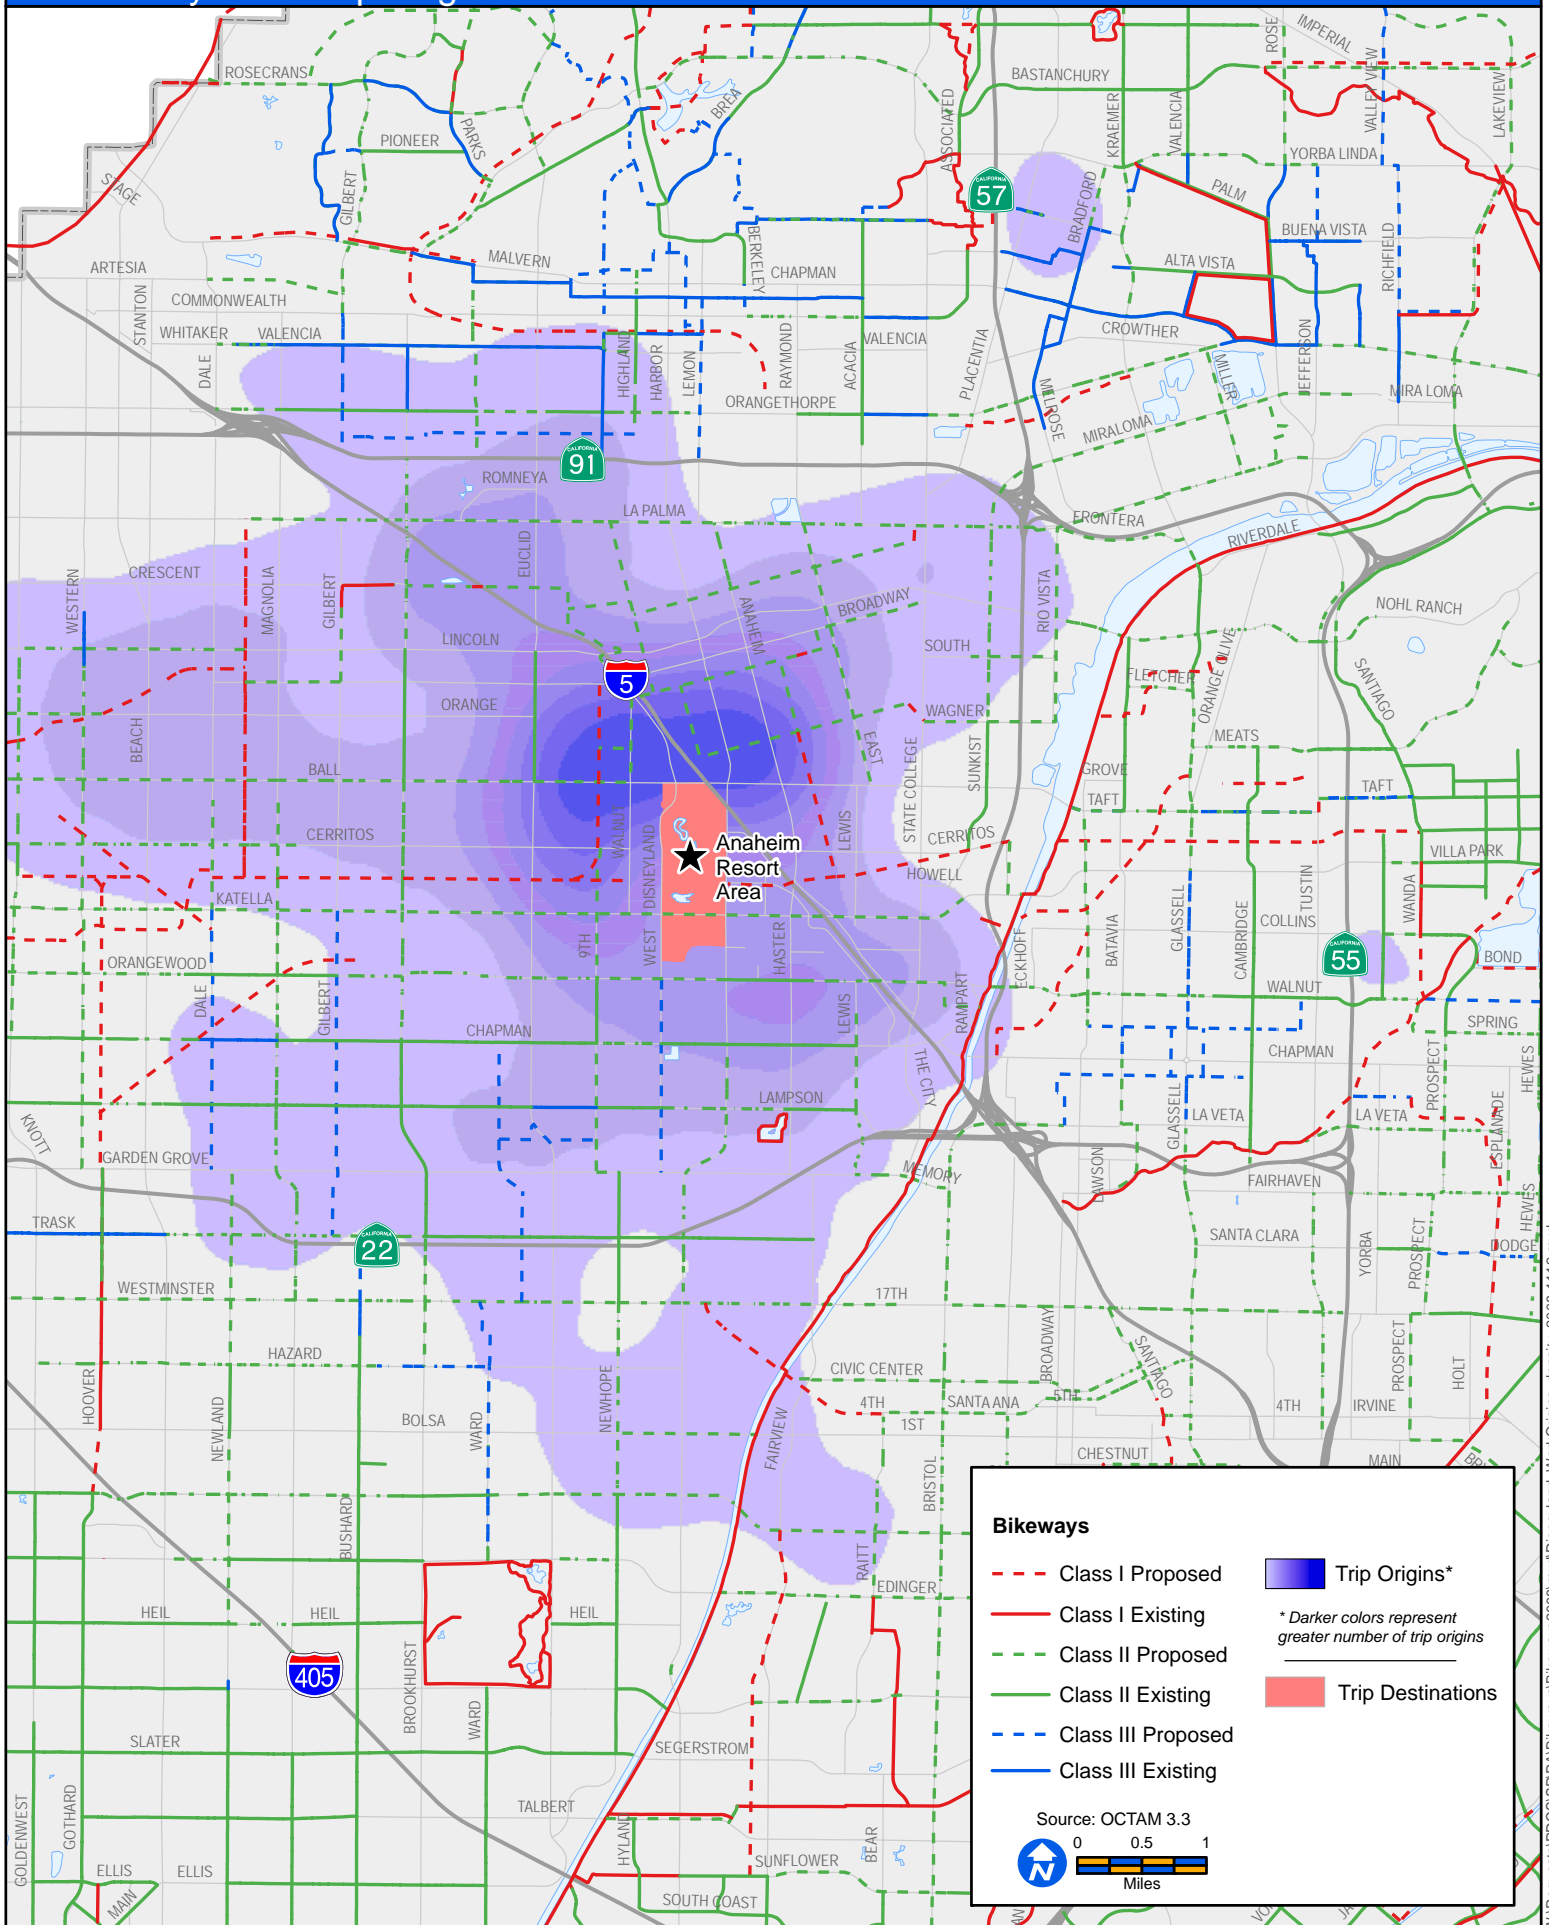 ROSECRANS
IMPERIAL
ROSE
BASTANCHURY
VALLEY VIEW
LAKEVIEW
BREA
ASSOCIATED
KRAEMER
VALENCIA
PIONEER
PARKS
YORBA LINDA
STAGE
GILBERT
57
CALIFORNIA
BRADFORD
PALM
BUENA VISTA
RICHFIELD
MALVERN
BERKELEY
CHAPMAN
ALTA VISTA
ARTESIA
STANTON
COMMONWEALTH
WHITAKER
VALENCIA
DALE
HIGHLAND
HARBOR
LEMON
RAYMOND
ACACIA
VALENCIA
PLACENTIA
CROWTHER
JEFFERSON
MILLER
MIRA LOMA
ORANGETHORPE
MELROSE
MIRALOMA
CALIFORNIA
91
ROMNEYA
LA PALMA
FRONTERA
RIVERDALE
EUCLID
CRESCENT
WESTERN
MAGNOLIA
GILBERT
ANAHEIM
BROADWAY
RIO VISTA
NOHL RANCH
LINCOLN
SOUTH
5
FLETCHER
ORANGE OLIVE
SANTIAGO
ORANGE
WAGNER
BEACH
EAST
STATE COLLEGE
SUNKIST
MEATS
BALL
GROVE
TAFT
TAFT
CERRITOS
WALNUT
DISNEYLAND
LEWIS
CERRITOS
Anaheim
Resort
Area
HOWELL
VILLA PARK
KATELLA
TUSTIN
WANDA
COLLINS
GLASSELL
BATAVIA
CAMBRIDGE
9TH
WEST
HASTER
ECKHOFF
CALIFORNIA
55
BOND
ORANGEWOOD
DALE
GILBERT
LEWIS
RAMPART
WALNUT
SPRING
CHAPMAN
CHAPMAN
THE CITY
PROSPECT
HEWES
LAMPSON
LA VETA
GLASSELL
LA VETA
ESPLANADE
KNOTT
GARDEN GROVE
MEMORY
LAWSON
FAIRHAVEN
TRASK
CALIFORNIA
22
SANTA CLARA
YORBA
PROSPECT
HEWES
DODGE
WESTMINSTER
17TH
HAZARD
BROADWAY
SANTIAGO
PROSPECT
HOLT
CIVIC CENTER
HOOVER
NEWLAND
BOLSA
WARD
NEWHOPE
FAIRVIEW
4TH
SANTA ANA
5TH
4TH
IRVINE
1ST
CHESTNUT
MAIN
BRISTOL
BUSHARD
RAITT
EDINGER
HEIL
HEIL
HEIL
405
BROOKHURST
WARD
SLATER
SEGERSTROM
TALBERT
GOLDENWEST
GOTHARD
HYLAND
BEAR
ELLIS
ELLIS
MAIN
SUNFLOWER
SOUTH COAST
Bikeways
Class I Proposed
Class I Existing
Class II Proposed
Class II Existing
Class III Proposed
Class III Existing
Trip Origins*
* Darker colors represent
greater number of trip origins
Trip Destinations
Source: OCTAM 3.3
0 0.5 1
Miles
N